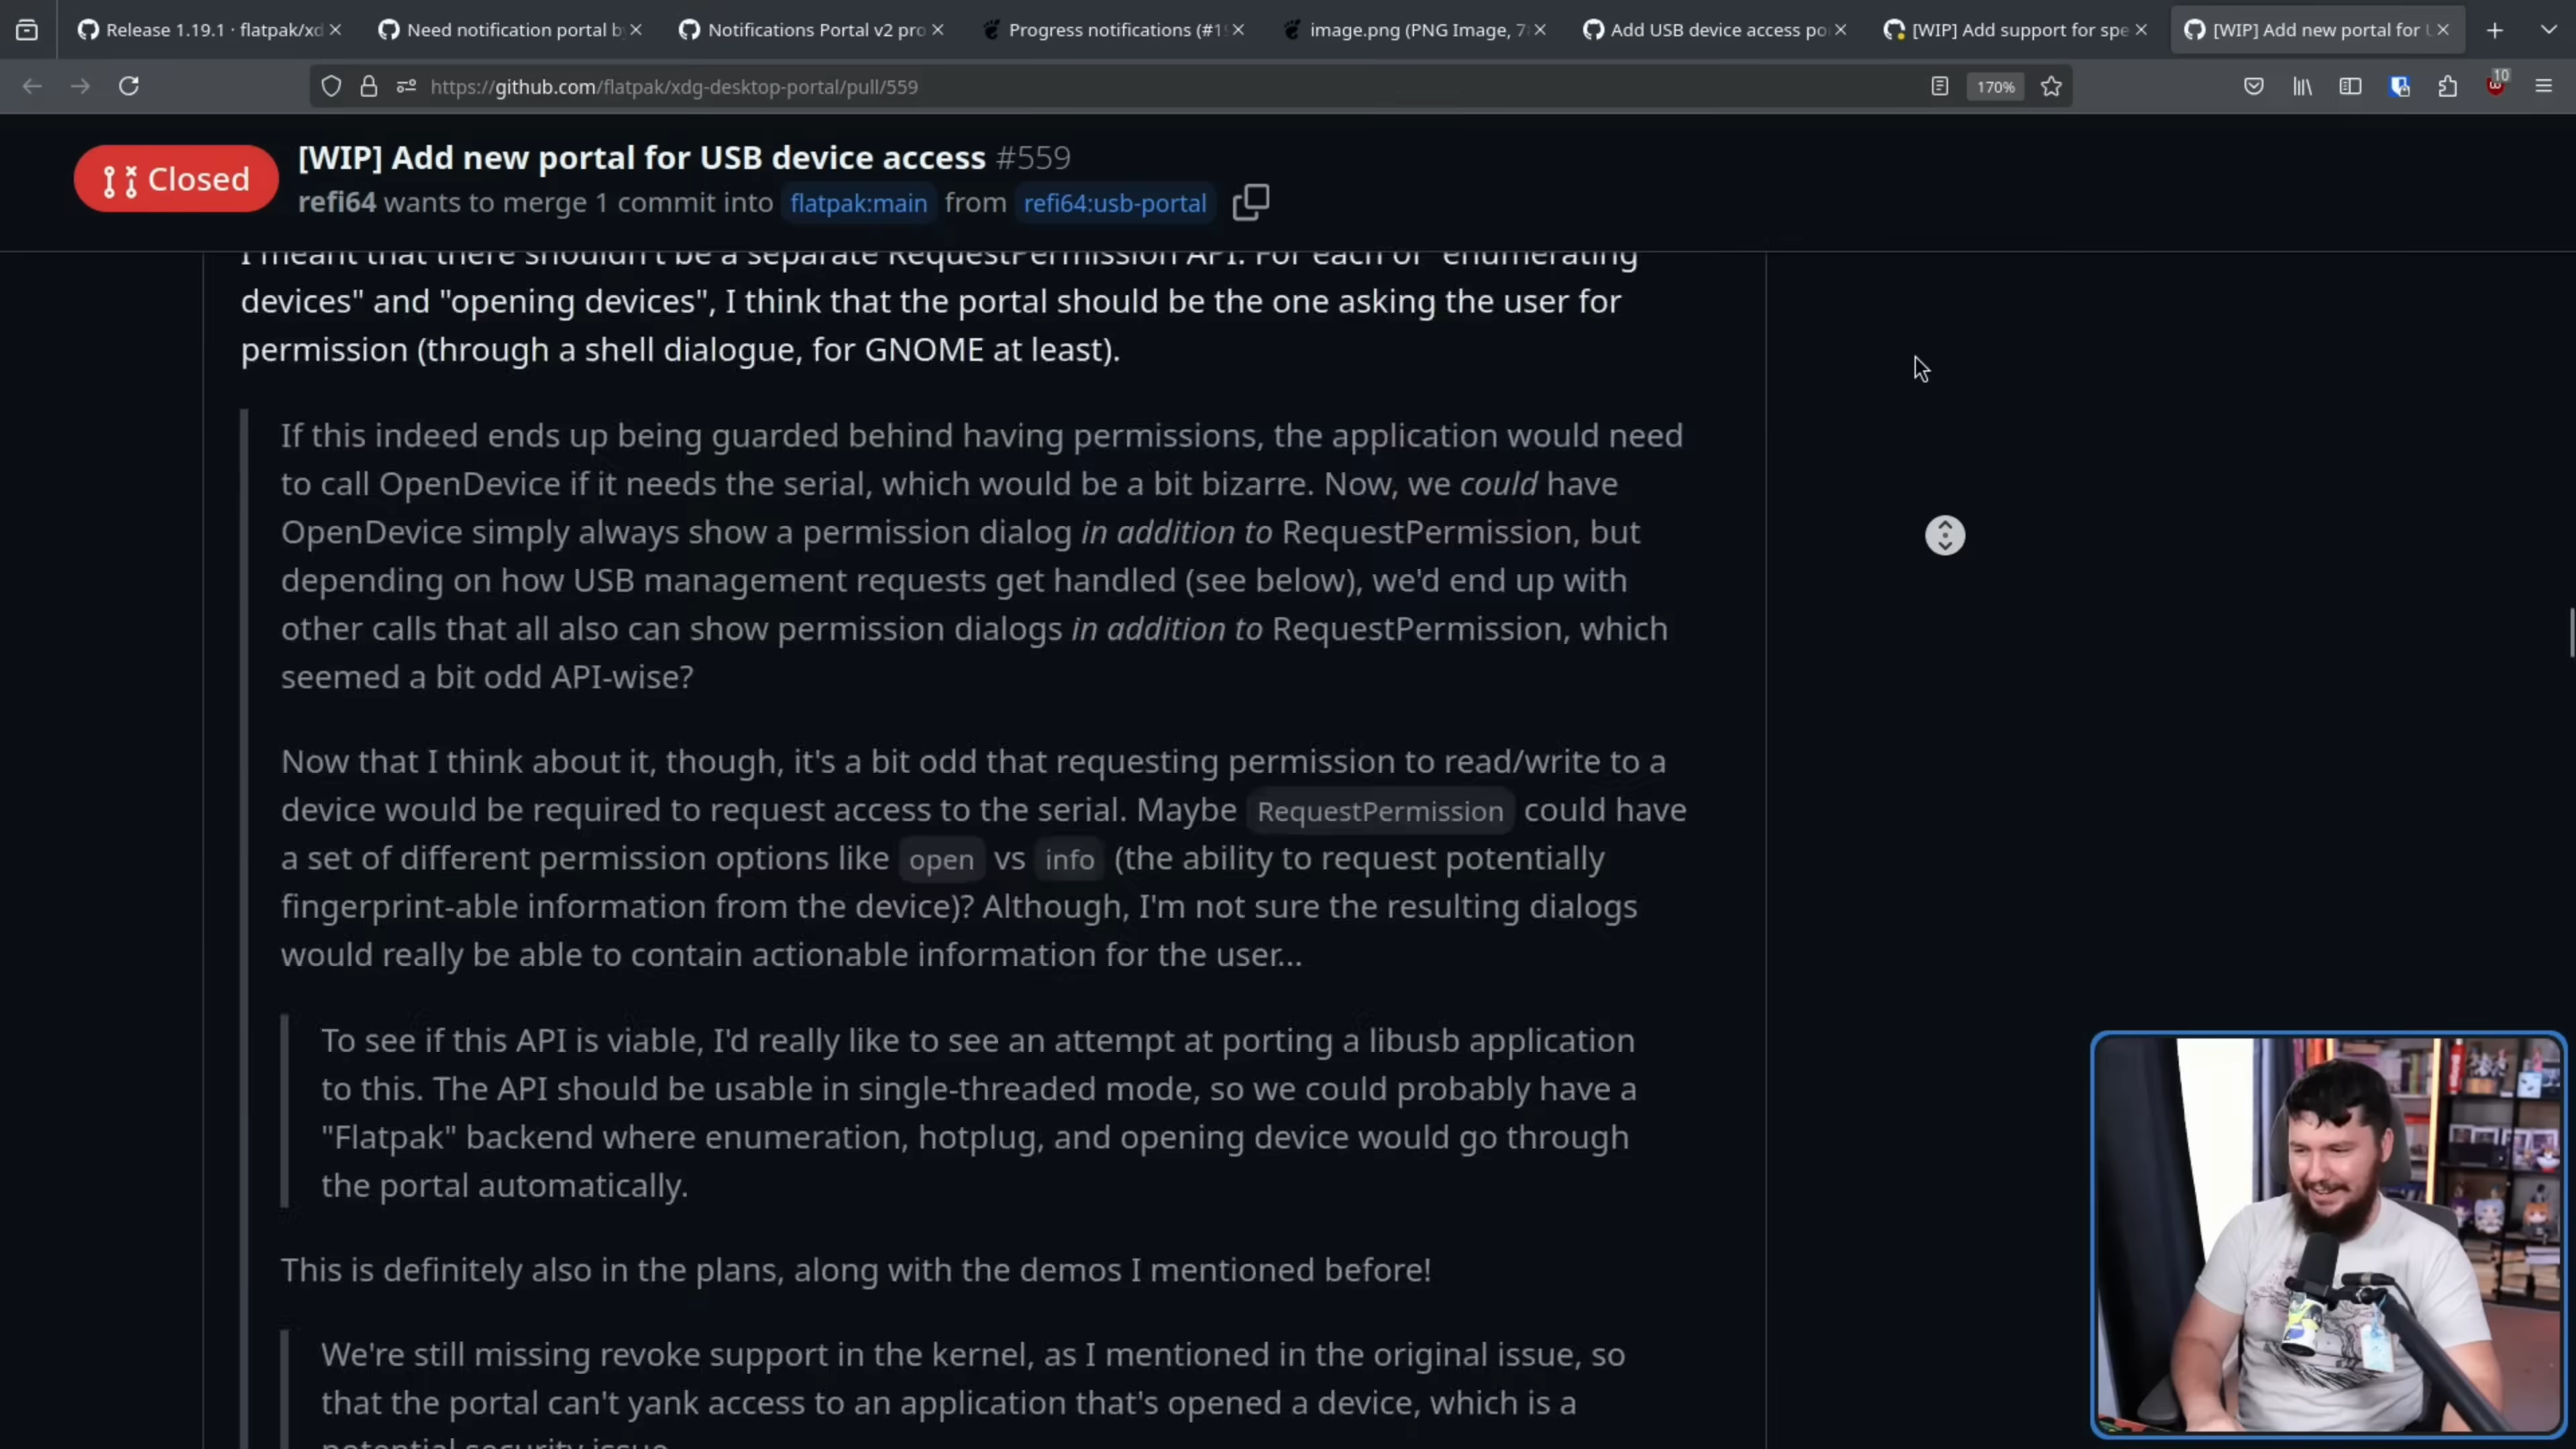 Release 1.19.1 · flatpak/xd
Need notification portal b
Notifications Portal v2 pro
Progress notifications (#1
image.png (PNG Image, 7
Add USB device access po
[WIP] Add support for spe
[WIP] Add new portal for U
https://github.com/flatpak/xdg-desktop-portal/pull/559
170%
10
Closed
[WIP] Add new portal for USB device access #559
refi64 wants to merge 1 commit into flatpak:main from refi64:usb-portal
I meant that there shouldn't be a separate RequestPermission API. For each of "enumerating
devices" and "opening devices", I think that the portal should be the one asking the user for
permission (through a shell dialogue, for GNOME at least).
If this indeed ends up being guarded behind having permissions, the application would need
to call OpenDevice if it needs the serial, which would be a bit bizarre. Now, we could have
OpenDevice simply always show a permission dialog in addition to RequestPermission, but
depending on how USB management requests get handled (see below), we'd end up with
other calls that all also can show permission dialogs in addition to RequestPermission, which
seemed a bit odd API-wise?
Now that I think about it, though, it's a bit odd that requesting permission to read/write to a
device would be required to request access to the serial. Maybe RequestPermission could have
a set of different permission options like open vs info (the ability to request potentially
fingerprint-able information from the device)? Although, I'm not sure the resulting dialogs
would really be able to contain actionable information for the user...
To see if this API is viable, I'd really like to see an attempt at porting a libusb application
to this. The API should be usable in single-threaded mode, so we could probably have a
"Flatpak" backend where enumeration, hotplug, and opening device would go through
the portal automatically.
This is definitely also in the plans, along with the demos I mentioned before!
We're still missing revoke support in the kernel, as I mentioned in the original issue, so
that the portal can't yank access to an application that's opened a device, which is a
potential security issue